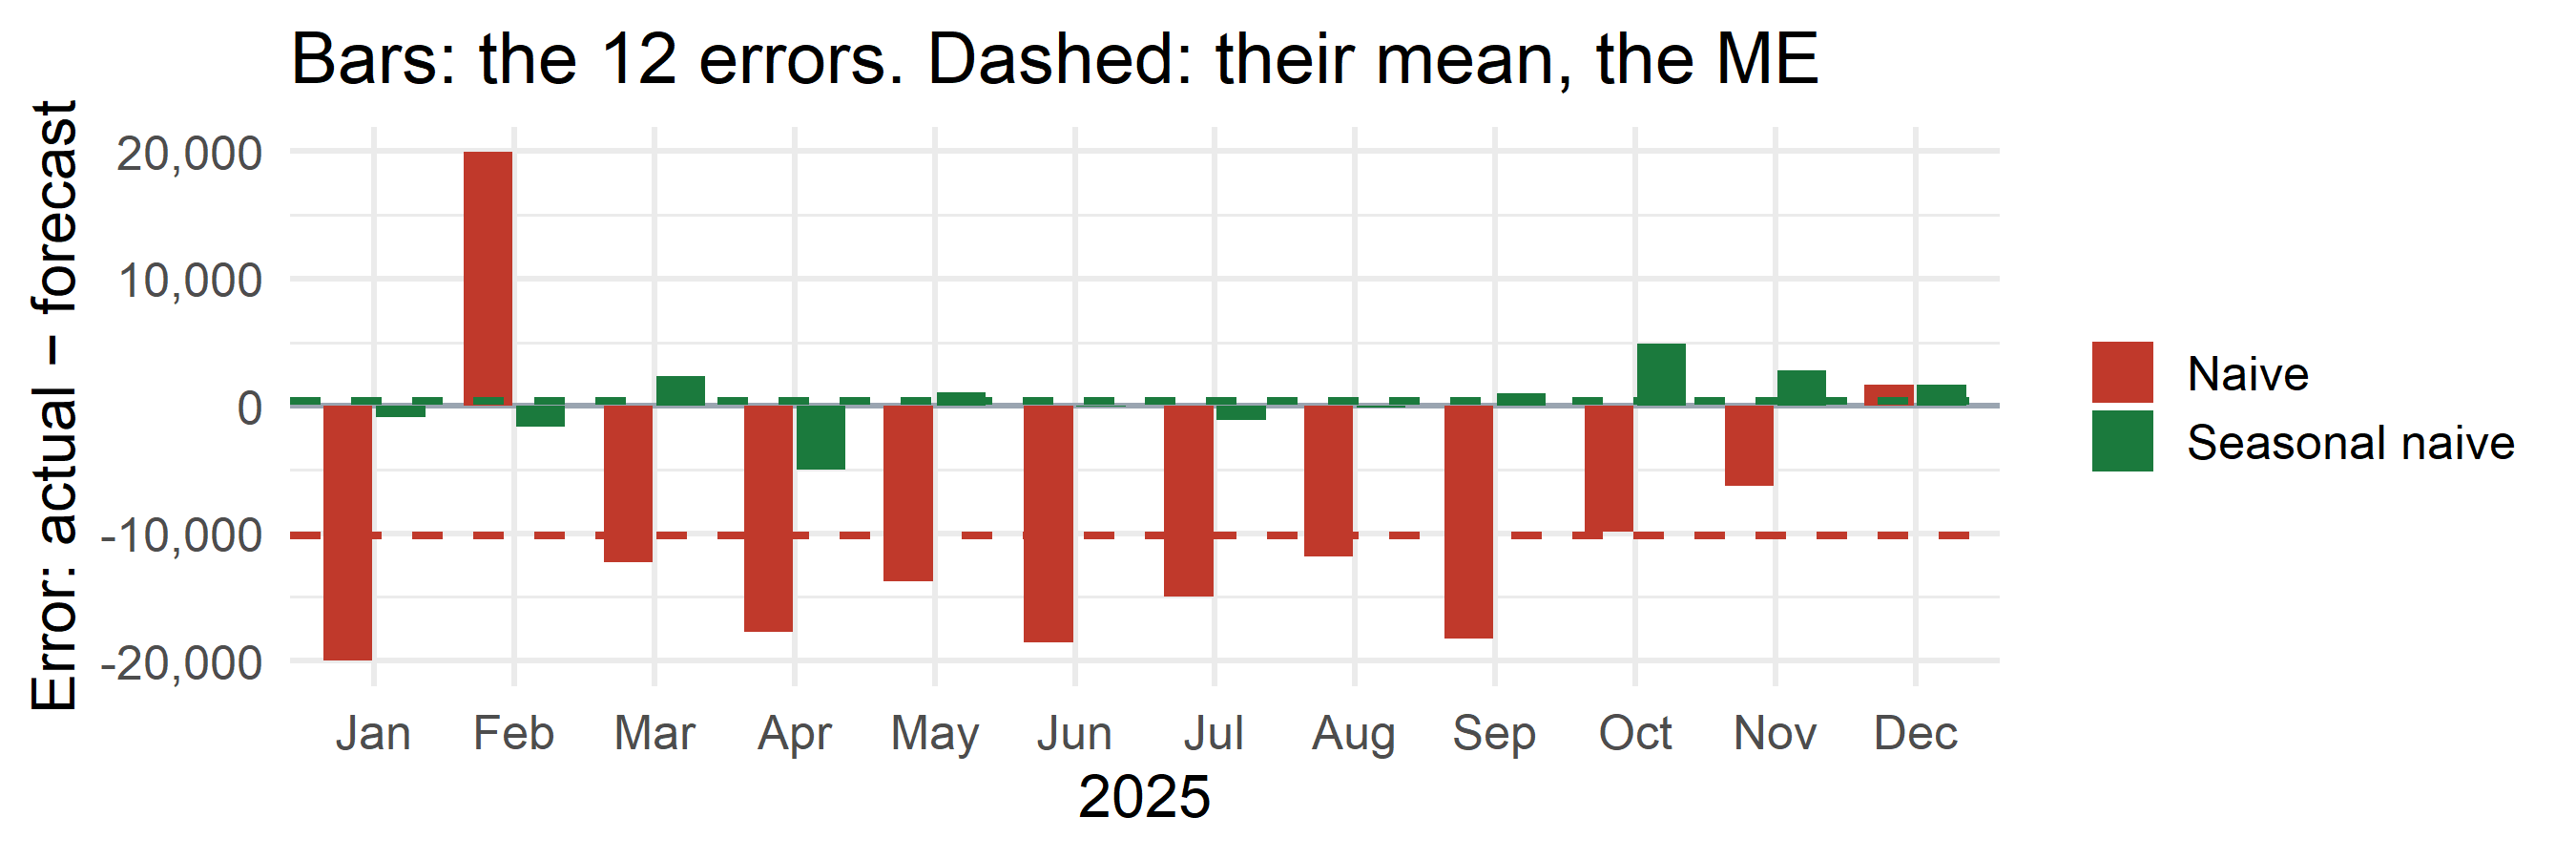 Bars: the 12 errors. Dashed: their mean, the ME
Error: actual − forecast
20,000
10,000
0
-10,000
-20,000
Jan Feb Mar Apr May Jun Jul Aug Sep Oct Nov Dec
2025
Naive
Seasonal naive